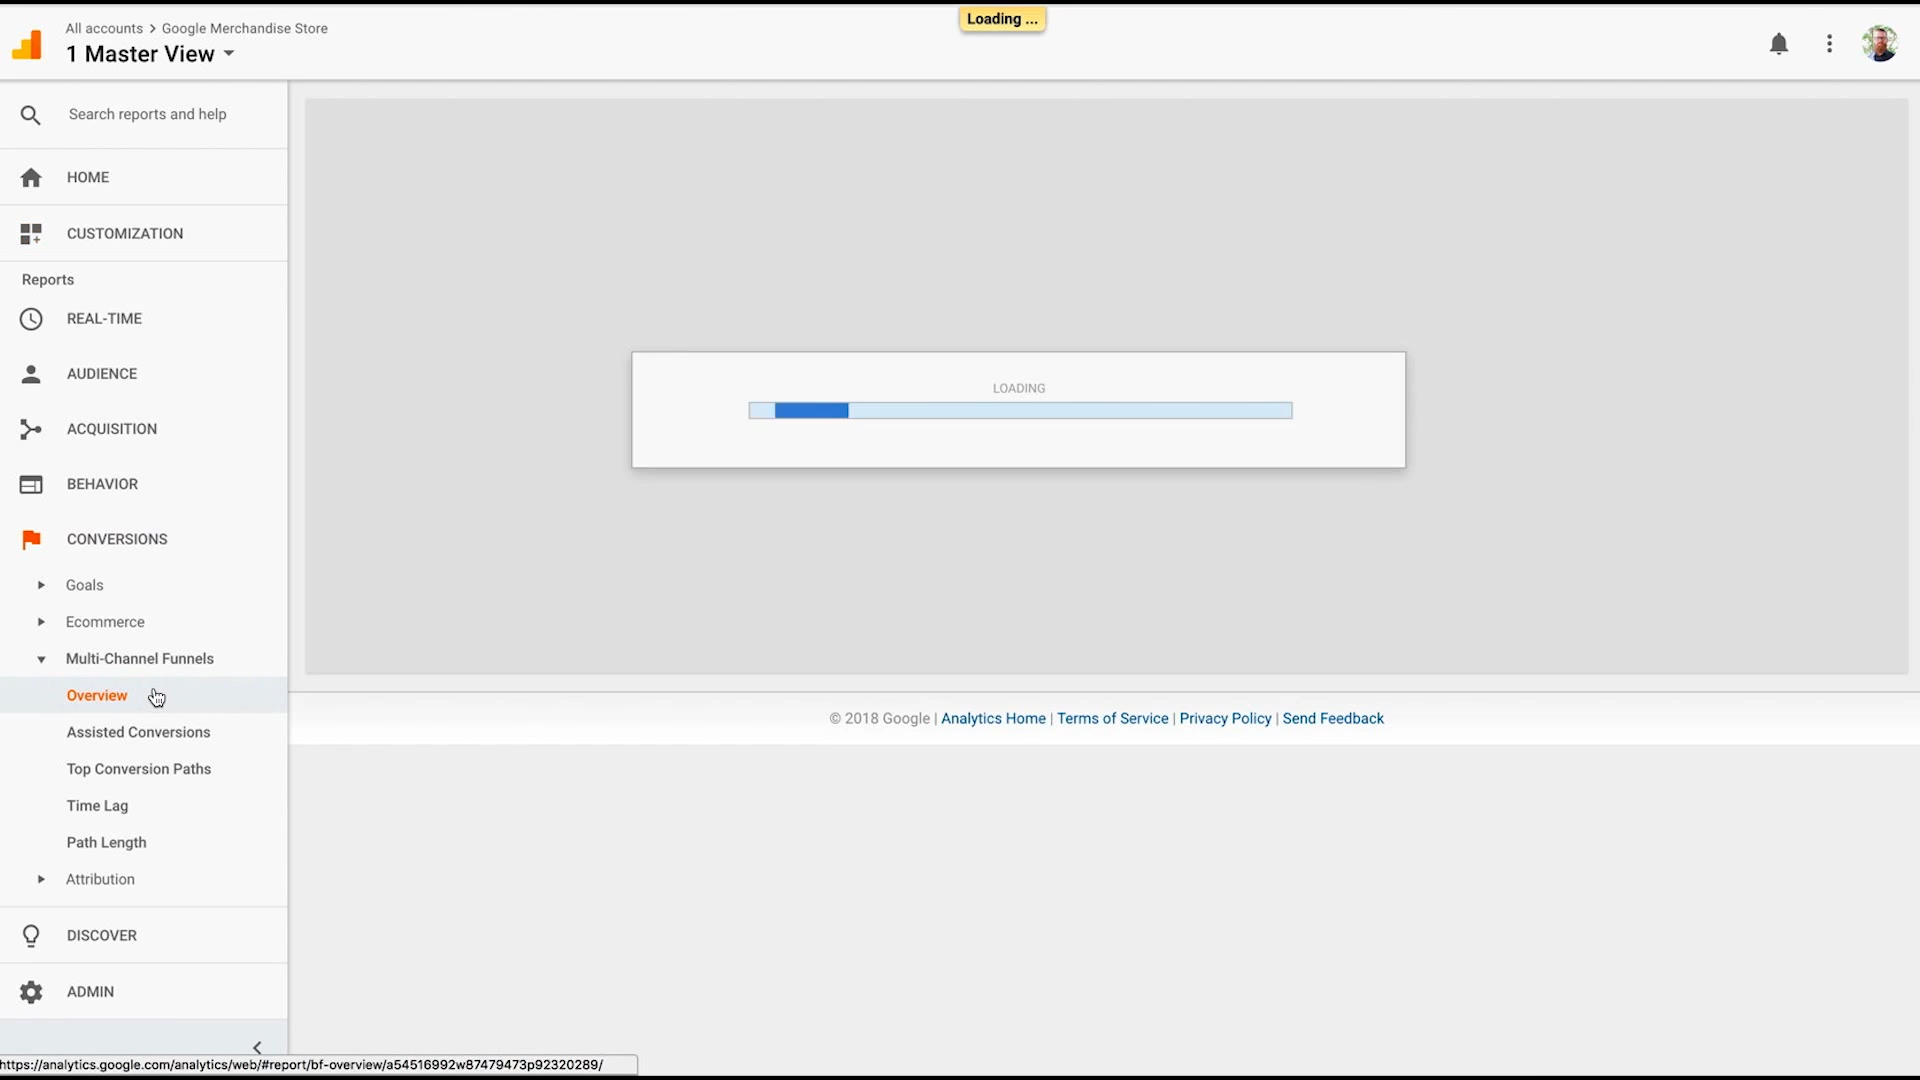 All accounts > Google Merchandise Store
Loading ...
1 Master View
Search reports and help
HOME
CUSTOMIZATION
Reports
REAL-TIME
AUDIENCE
ACQUISITION
BEHAVIOR
CONVERSIONS
Goals
Ecommerce
Multi-Channel Funnels
Overview
Assisted Conversions
Top Conversion Paths
Time Lag
Path Length
Attribution
DISCOVER
ADMIN
LOADING
© 2018 Google | Analytics Home | Terms of Service | Privacy Policy | Send Feedback
https://analytics.google.com/analytics/web/#report/bf-overview/a54516992w87479473p92320289/